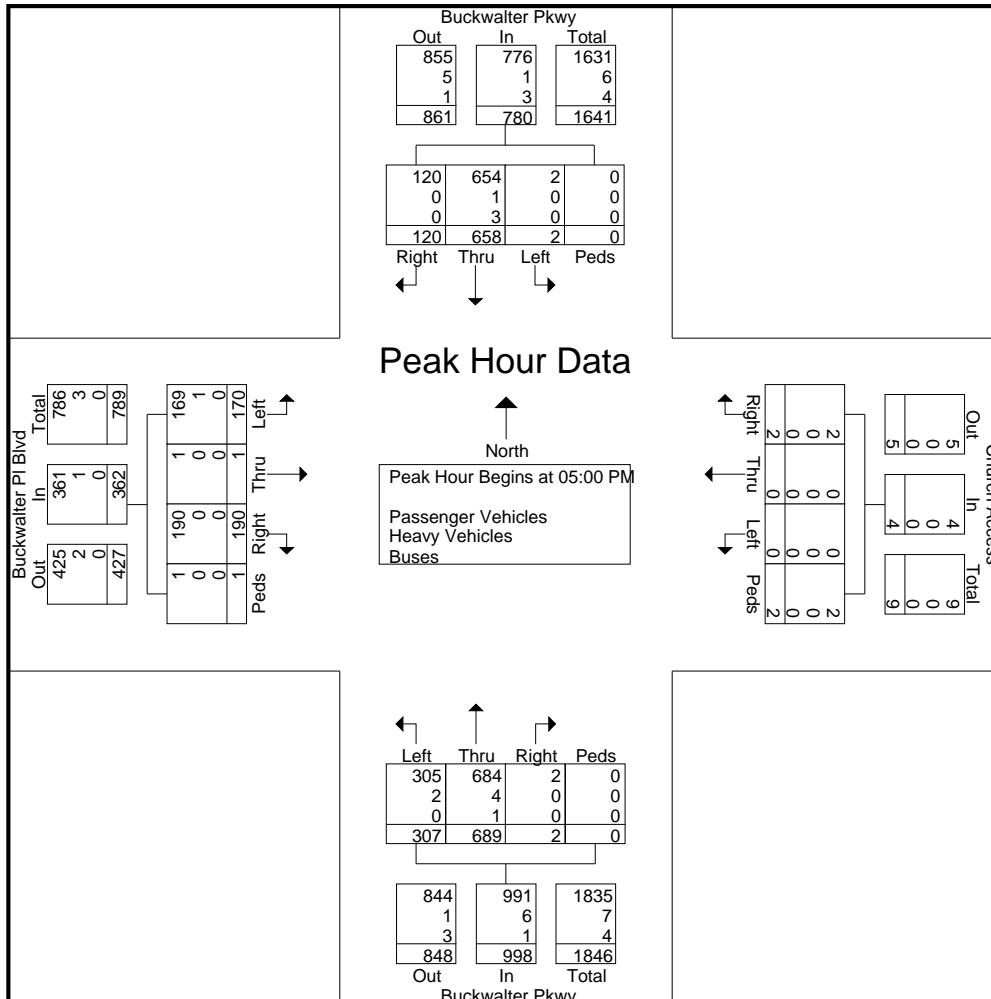 Buckwalter Pkwy
Out In Total
855 776 1631
5 1 6
1 3 4
861 780 1641
120 654 2 0
0 1 0 0
0 3 0 0
120 658 2 0
Right Thru Left Peds
Peak Hour Data
North
Peak Hour Begins at 05:00 PM
Passenger Vehicles
Heavy Vehicles
Buses
Buckwalter Pl Blvd
Out In Total
425 361 786
2 1 3
0 0 0
427 362 789
Peds Right Thru Left
1 190 1 169
0 0 0 1
0 0 0 0
1 190 1 170
Church Access
Out In Total
5 4 9
0 0 0
0 0 0
5 4 9
Right Thru Left Peds
2 0 0 2
0 0 0 0
0 0 0 0
2 0 0 2
Left Thru Right Peds
305 684 2 0
2 4 0 0
0 1 0 0
307 689 2 0
844 991 1835
1 6 7
3 1 4
848 998 1846
Out In Total
Buckwalter Pkwy